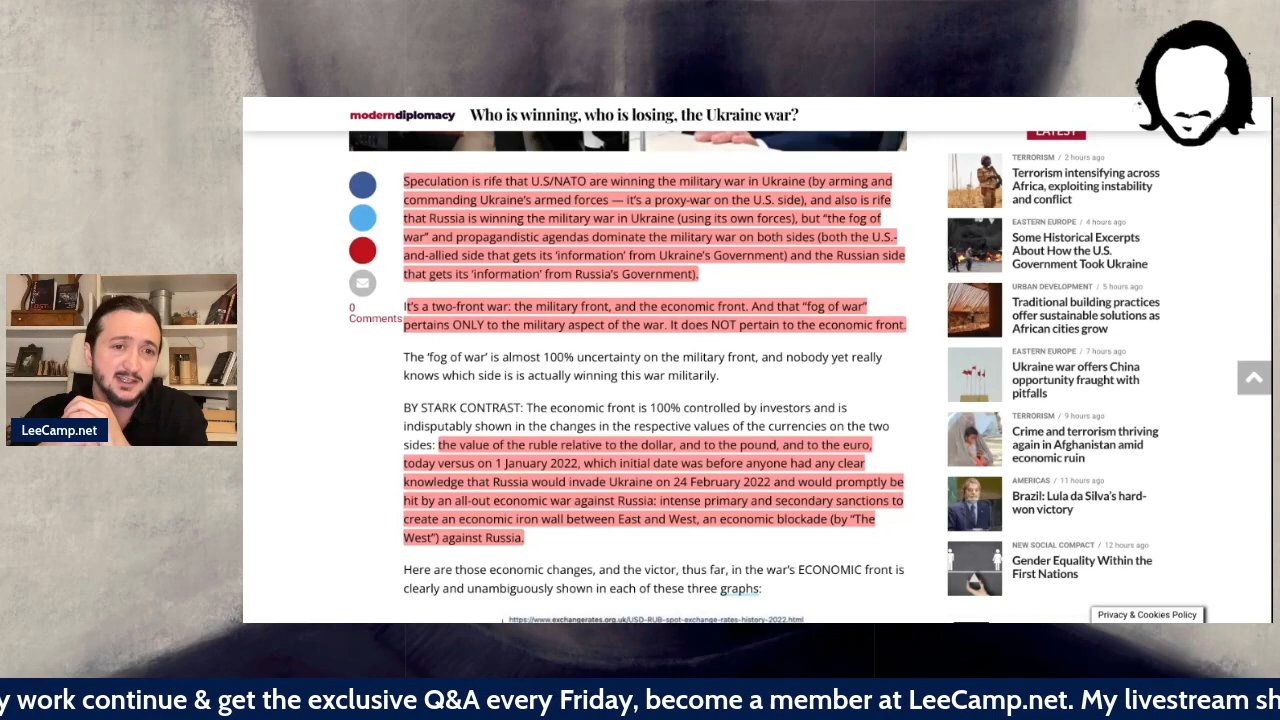 moderndiplomacy Who is winning, who is losing, the Ukraine war?
Speculation is rife that U.S/NATO are winning the military war in Ukraine (by arming and
commanding Ukraine's armed forces — it's a proxy-war on the U.S. side), and also is rife
that Russia is winning the military war in Ukraine (using its own forces), but "the fog of
war" and propagandistic agendas dominate the military war on both sides (both the U.S.-
and-allied side that gets its 'information' from Ukraine's Government) and the Russian side
that gets its 'information' from Russia's Government).
0
Comments
It's a two-front war: the military front, and the economic front. And that "fog of war"
pertains ONLY to the military aspect of the war. It does NOT pertain to the economic front.
The 'fog of war' is almost 100% uncertainty on the military front, and nobody yet really
knows which side is is actually winning this war militarily.
BY STARK CONTRAST: The economic front is 100% controlled by investors and is
indisputably shown in the changes in the respective values of the currencies on the two
sides: the value of the ruble relative to the dollar, and to the pound, and to the euro,
today versus on 1 January 2022, which initial date was before anyone had any clear
knowledge that Russia would invade Ukraine on 24 February 2022 and would promptly be
hit by an all-out economic war against Russia: intense primary and secondary sanctions to
create an economic iron wall between East and West, an economic blockade (by "The
West") against Russia.
Here are those economic changes, and the victor, thus far, in the war's ECONOMIC front is
clearly and unambiguously shown in each of these three graphs:
https://www.exchangerates.org.uk/USD-RUB-spot-exchange-rates-history-2022.html
LATEST
TERRORISM / 2 hours ago
Terrorism intensifying across
Africa, exploiting instability
and conflict
EASTERN EUROPE / 4 hours ago
Some Historical Excerpts
About How the U.S.
Government Took Ukraine
URBAN DEVELOPMENT / 5 hours ago
Traditional building practices
offer sustainable solutions as
African cities grow
EASTERN EUROPE / 7 hours ago
Ukraine war offers China
opportunity fraught with
pitfalls
TERRORISM / 9 hours ago
Crime and terrorism thriving
again in Afghanistan amid
economic ruin
AMERICAS / 11 hours ago
Brazil: Lula da Silva's hard-
won victory
NEW SOCIAL COMPACT / 12 hours ago
Gender Equality Within the
First Nations
Privacy & Cookies Policy
LeeCamp.net
y work continue & get the exclusive Q&A every Friday, become a member at LeeCamp.net. My livestream sh